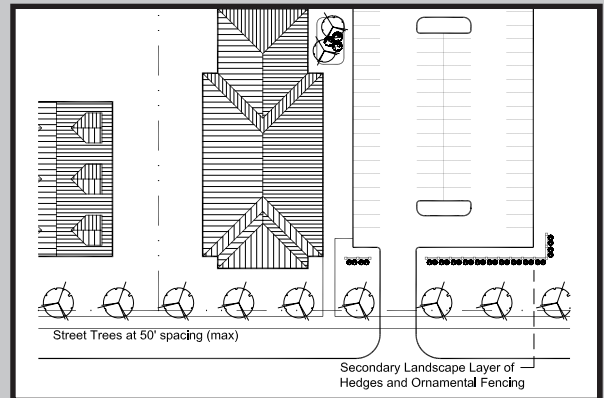 Street Trees at 50' spacing (max)
Secondary Landscape Layer of
Hedges and Ornamental Fencing